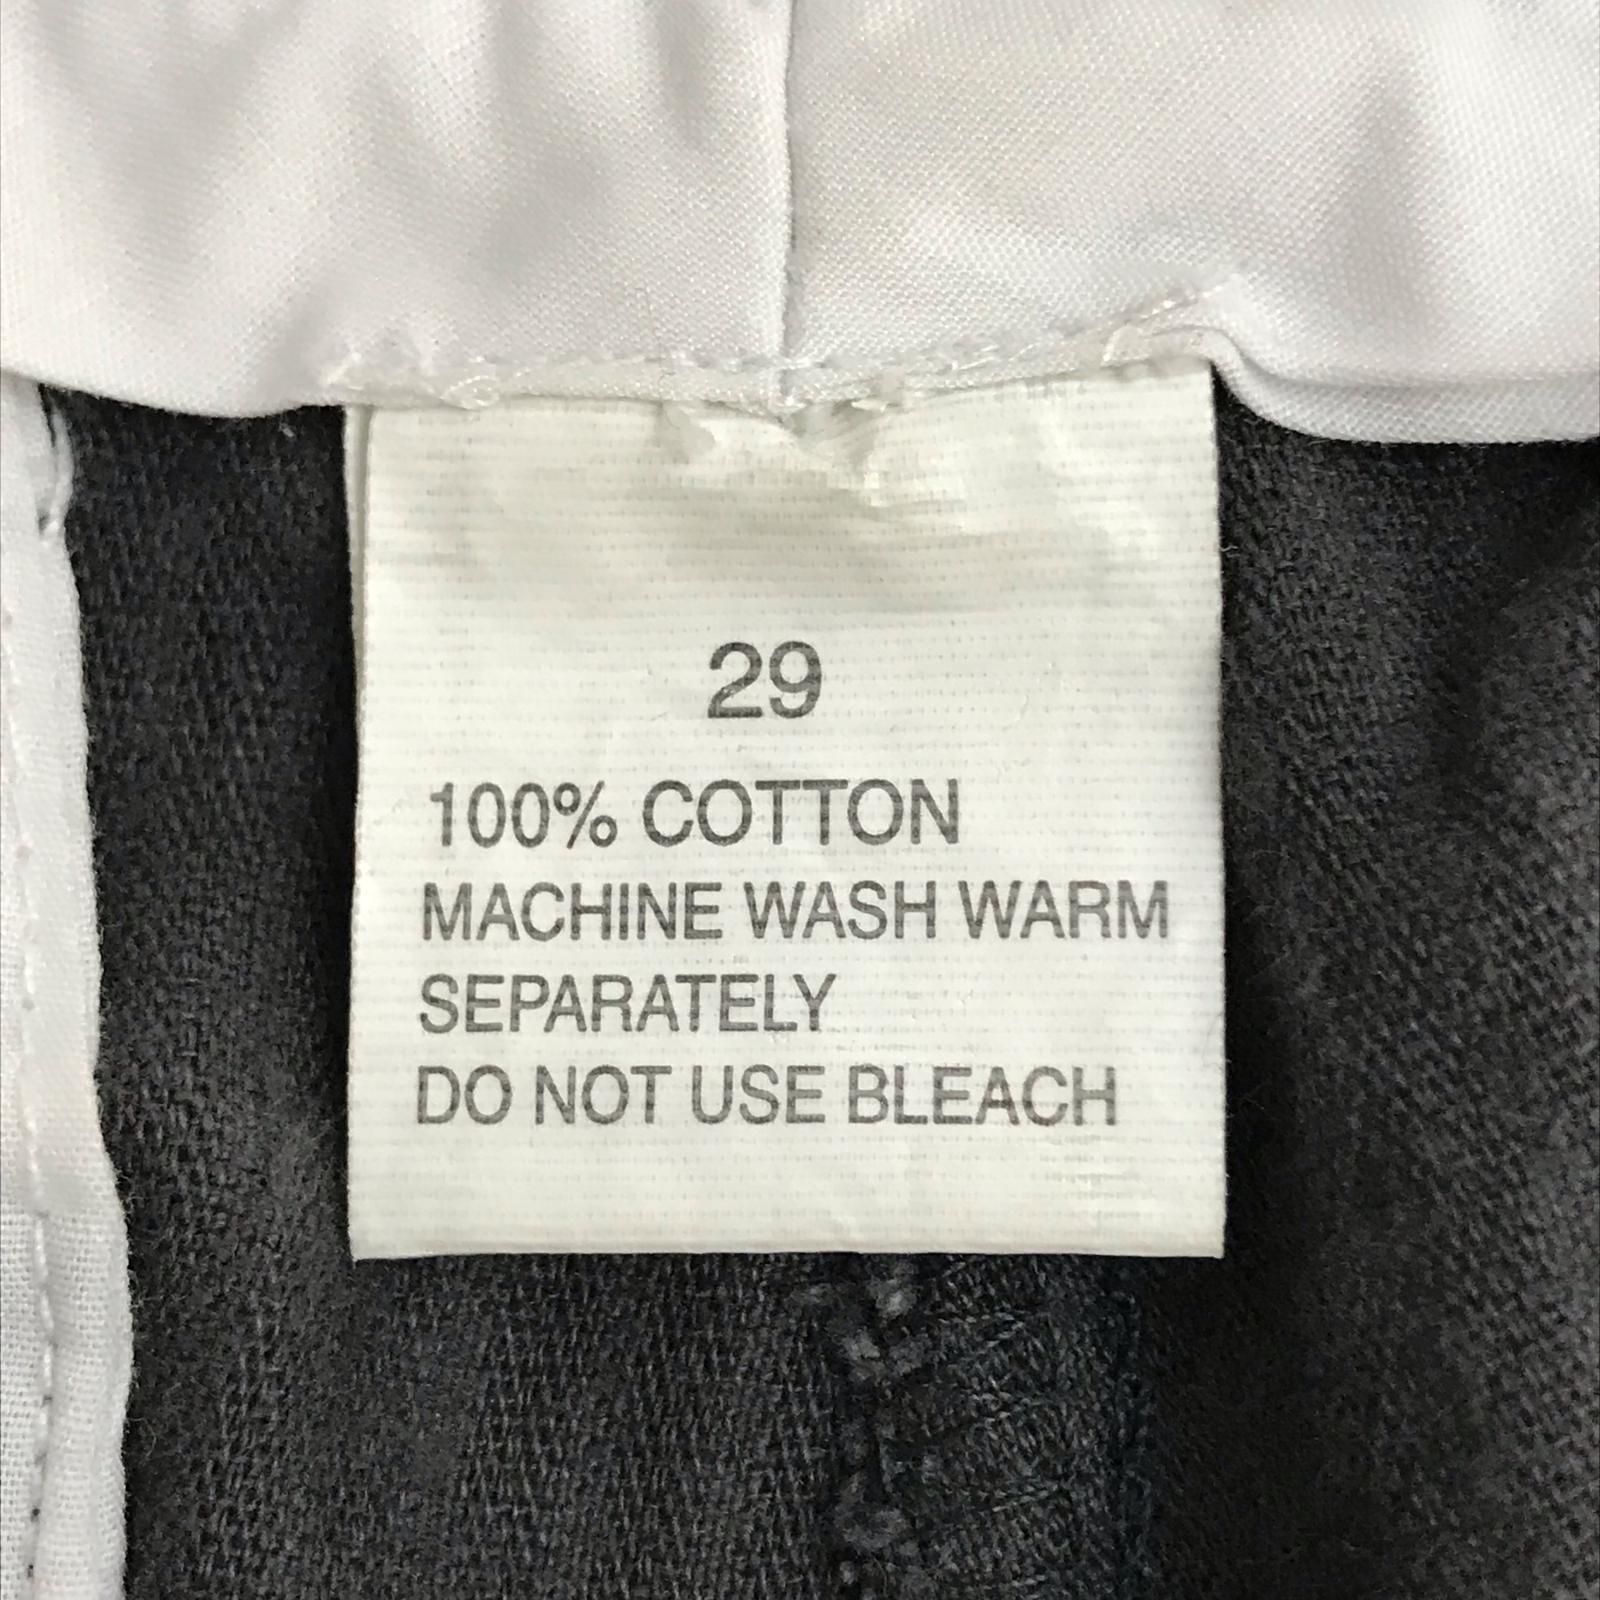 29
100% COTTON
MACHINE WASH WARM
SEPARATELY
DO NOT USE BLEACH